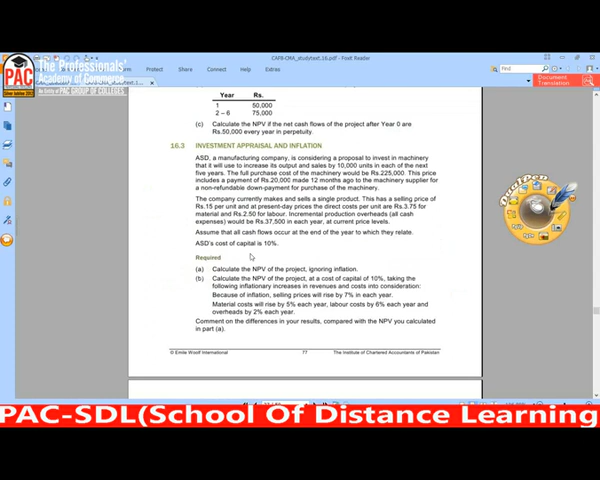 The Professionals'
Academy of Commerce
An Entity of PAC GROUP OF COLLEGES
PAC
CAF8-CMA_studytext_16.pdf - Foxit Reader
Protect Share Connect Help Extras
Find
Document
Translation
Year Rs.
1 50,000
2 – 6 75,000
(c) Calculate the NPV if the net cash flows of the project after Year 0 are
Rs.50,000 every year in perpetuity.
16.3 INVESTMENT APPRAISAL AND INFLATION
ASD, a manufacturing company, is considering a proposal to invest in machinery
that it will use to increase its output and sales by 10,000 units in each of the next
five years. The full purchase cost of the machinery would be Rs.225,000. This price
includes a payment of Rs.20,000 made 12 months ago to the machinery supplier for
a non-refundable down-payment for purchase of the machinery.
The company currently makes and sells a single product. This has a selling price of
Rs.15 per unit and at present-day prices the direct costs per unit are Rs.3.75 for
material and Rs.2.50 for labour. Incremental production overheads (all cash
expenses) would be Rs.37,500 in each year, at current price levels.
Assume that all cash flows occur at the end of the year to which they relate.
ASD's cost of capital is 10%.
Required
(a) Calculate the NPV of the project, ignoring inflation.
(b) Calculate the NPV of the project, at a cost of capital of 10%, taking the
following inflationary increases in revenues and costs into consideration:
Because of inflation, selling prices will rise by 7% in each year.
Material costs will rise by 5% each year, labour costs by 6% each year and
overheads by 2% each year.
Comment on the differences in your results, compared with the NPV you calculated
in part (a).
© Emile Woolf International 77 The Institute of Chartered Accountants of Pakistan
PAC-SDL(School Of Distance Learning